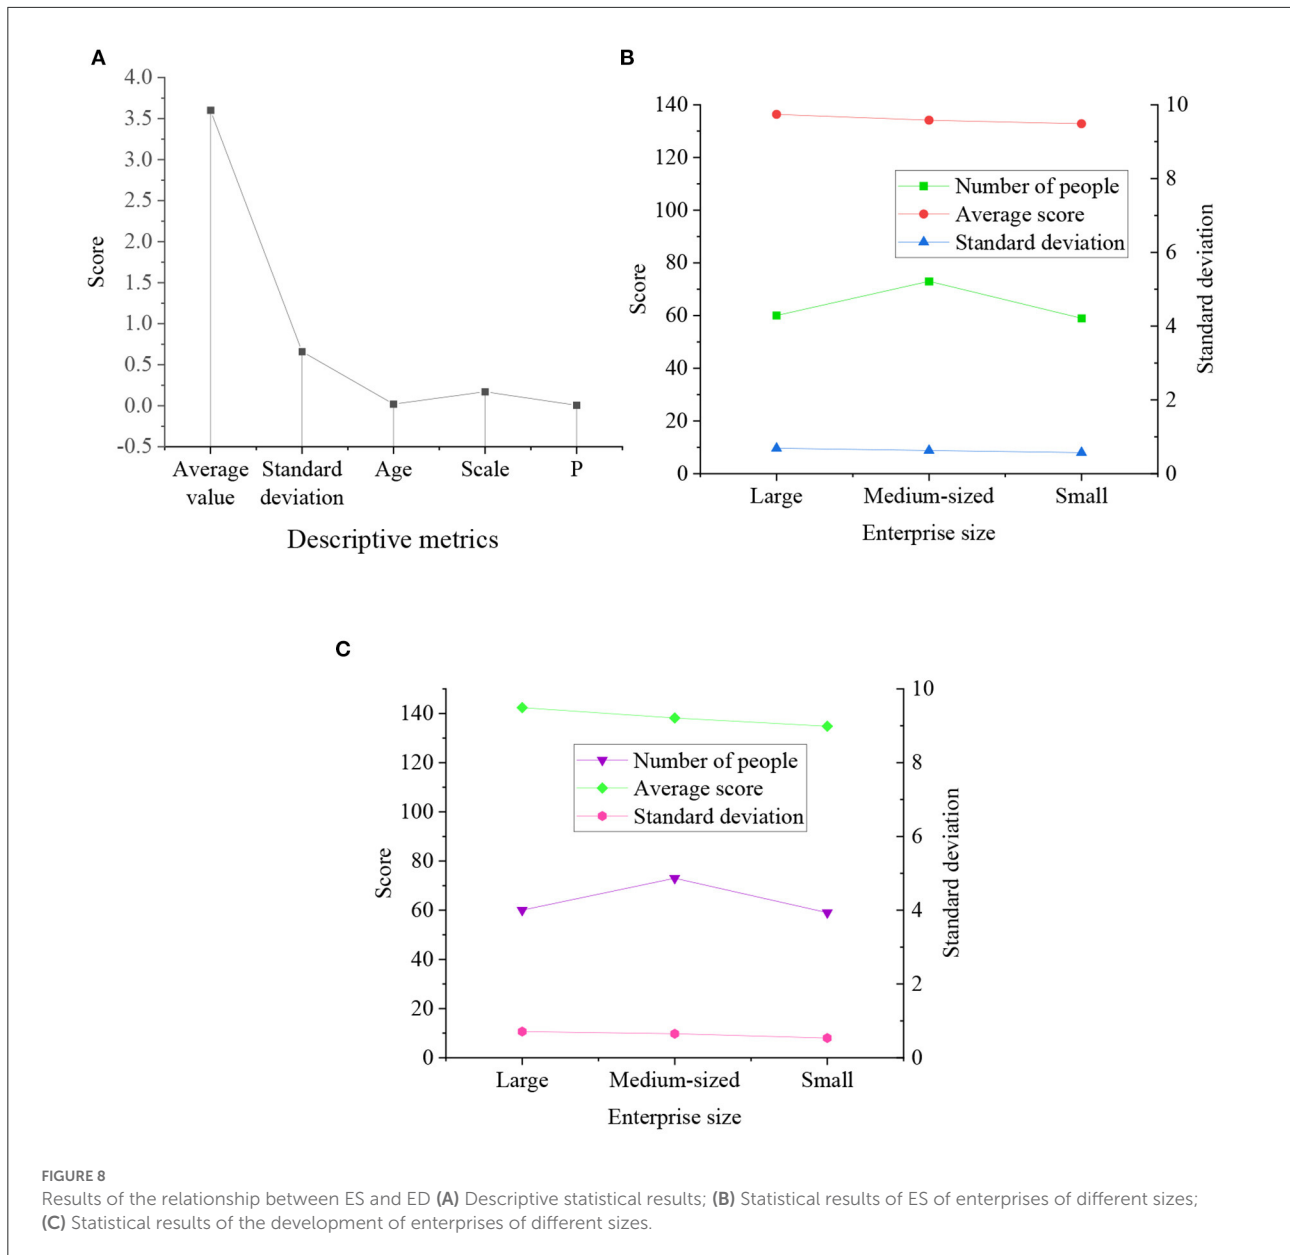 A
4.0
3.5
3.0
2.5
2.0
1.5
1.0
0.5
0.0
-0.5
Score
Average value
Standard deviation
Age
Scale
P
Descriptive metrics
B
140
120
100
80
60
40
20
0
Score
10
8
6
4
2
0
Standard deviation
Number of people
Average score
Standard deviation
Large
Medium-sized
Small
Enterprise size
C
140
120
100
80
60
40
20
0
Score
10
8
6
4
2
0
Standard deviation
Number of people
Average score
Standard deviation
Large
Medium-sized
Small
Enterprise size
FIGURE 8
Results of the relationship between ES and ED (A) Descriptive statistical results; (B) Statistical results of ES of enterprises of different sizes;
(C) Statistical results of the development of enterprises of different sizes.